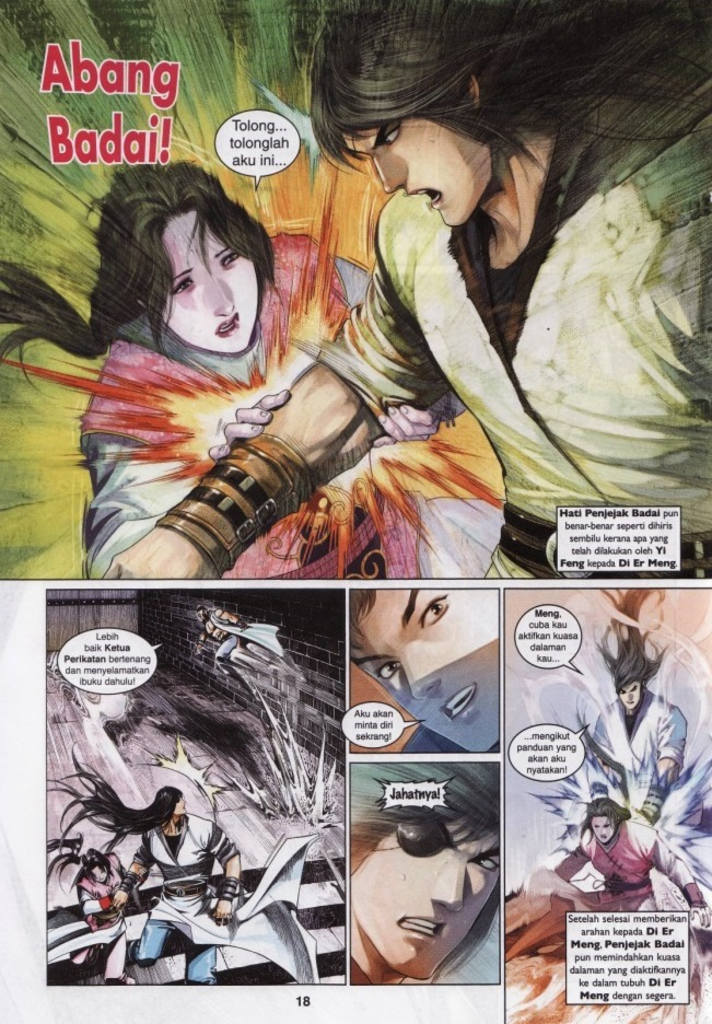 Abang
Badai!
Tolong...
tolonglah
aku ini...
Hati Penjejak Badai pun
benar-benar seperti dihiris
sembilu kerana apa yang
telah dilakukan oleh Yi
Feng kepada Di Er Meng.
Lebih
baik Ketua
Perikatan bertenang
dan menyelamatkan
ibuku dahulu!
Aku akan
minta diri
sekrang!
Jahatnya!
Meng,
cuba kau
aktifkan kuasa
dalaman
kau...
...mengikut
panduan yang
akan aku
nyatakan!
Setelah selesai memberikan
arahan kepada Di Er
Meng, Penjejak Badai
pun memindahkan kuasa
dalaman yang diaktifkannya
ke dalam tubuh Di Er
Meng dengan segera.
18